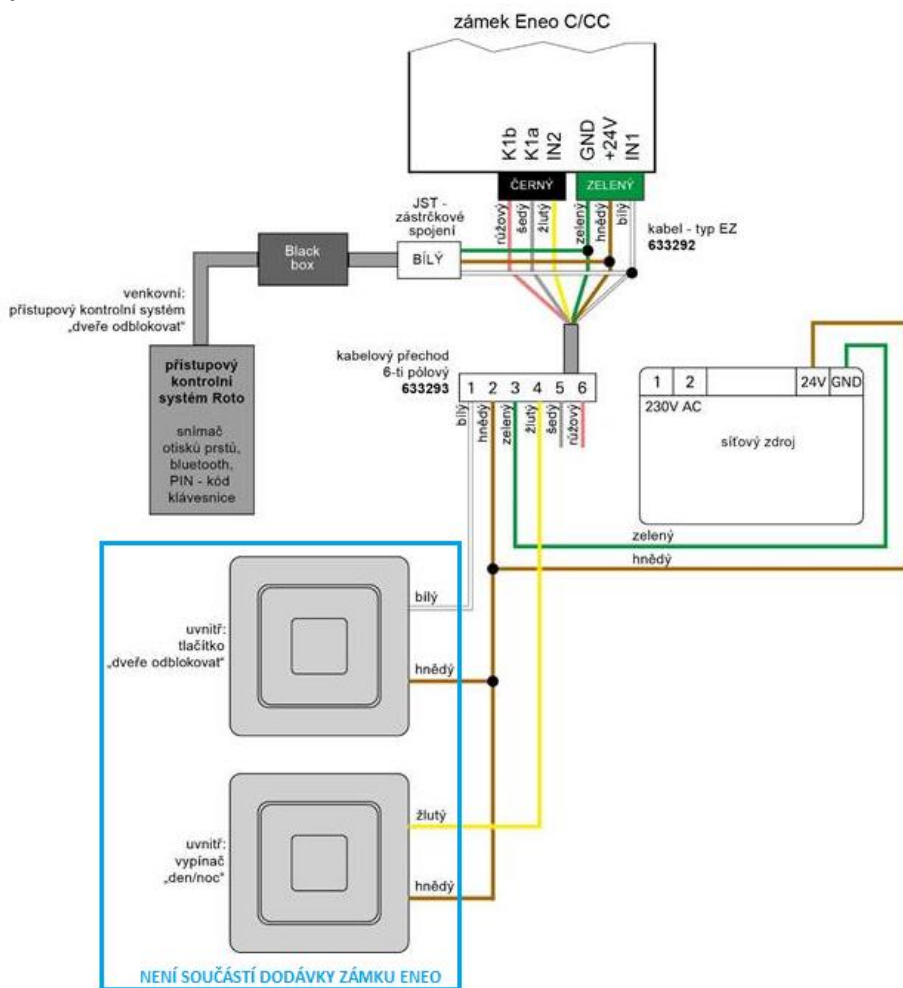 zámek Eneo C/CC
K1b
K1a
IN2
GND
+24V
IN1
ČERNÝ
ZELENÝ
růžový
šedý
žlutý
zelený
hnědý
bílý
JST -
zástrčkové
spojení
BÍLÝ
kabel - typ EZ
633292
Black
box
venkovní:
přístupový kontrolní systém
„dveře odblokovat“
přístupový
kontrolní
systém Roto
snímač
otisků prstů,
bluetooth,
PIN - kód
klávesnice
kabelový přechod
6-ti pólový
633293
1 2 3 4 5 6
bílý
hnědý
zelený
žlutý
šedý
růžový
1 2 24V GND
230V AC
síťový zdroj
zelený
hnědý
bílý
uvnitř:
tlačítko
„dveře odblokovat“
hnědý
žlutý
uvnitř:
vypínač
„den/noc“
hnědý
NENÍ SOUČÁSTÍ DODÁVKY ZÁMKU ENEO